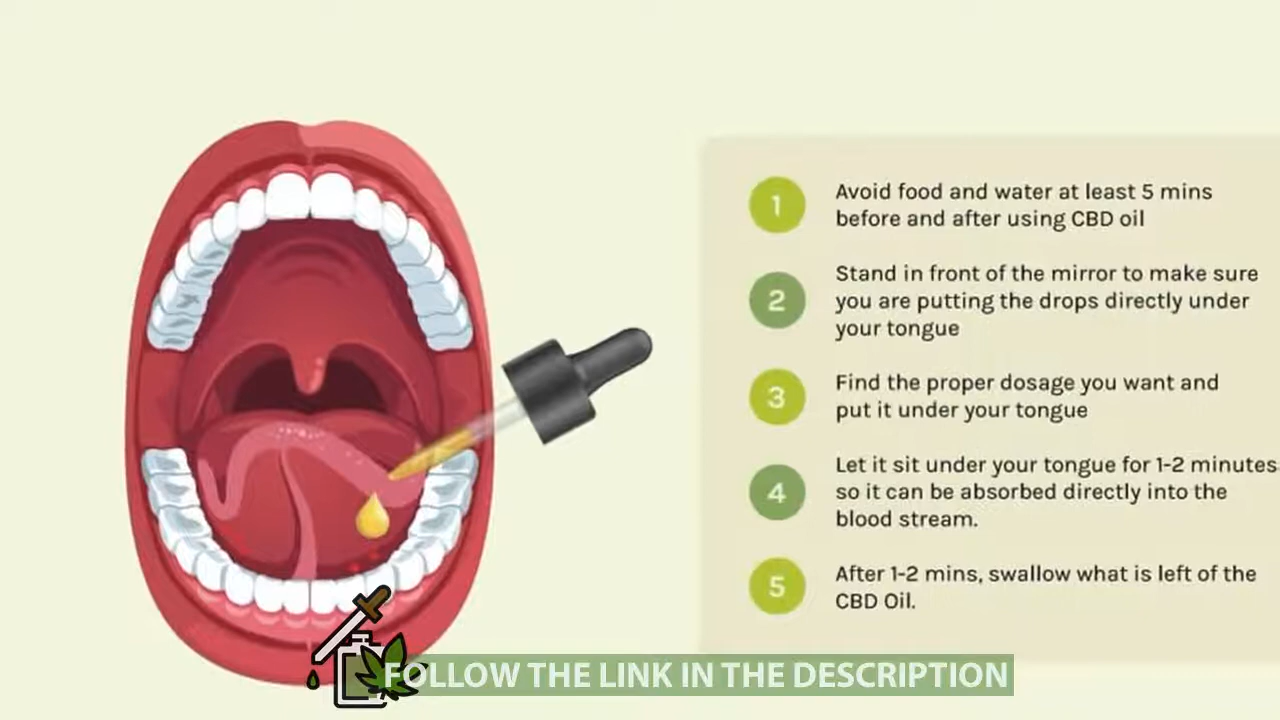 1
Avoid food and water at least 5 mins
before and after using CBD oil
2
Stand in front of the mirror to make sure
you are putting the drops directly under
your tongue
3
Find the proper dosage you want and
put it under your tongue
4
Let it sit under your tongue for 1-2 minutes
so it can be absorbed directly into the
blood stream.
5
After 1-2 mins, swallow what is left of the
CBD Oil.
FOLLOW THE LINK IN THE DESCRIPTION